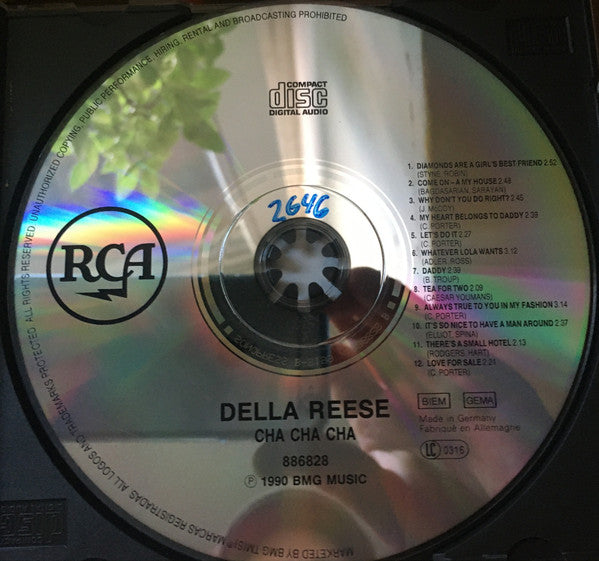 UNAUTHORIZED COPYING, PUBLIC PERFORMANCE, HIRING, RENTAL AND BROADCASTING PROHIBITED
COMPACT
disc
DIGITAL AUDIO
2646
RCA
1. DIAMONDS ARE A GIRL'S BEST FRIEND 2.52
(STYNE, ROBIN)
2. COME ON-A MY HOUSE 2.48
(BAGDASARIAN, SARAYAN)
3. WHY DON'T YOU DO RIGHT? 2.45
(J. McCOY)
4. MY HEART BELONGS TO DADDY 2.39
(C. PORTER)
5. LET'S DO IT 2.27
(C. PORTER)
6. WHATEVER LOLA WANTS 3.12
(ADLER, ROSS)
7. DADDY 2.39
(B. TROUP)
8. TEA FOR TWO 2.09
(CAESAR YOUMANS)
9. ALWAYS TRUE TO YOU IN MY FASHION 3.14
(C. PORTER)
10. IT'S SO NICE TO HAVE A MAN AROUND 2.37
(ELLIOT, SPINA)
11. THERE'S A SMALL HOTEL 2.13
(RODGERS, HART)
12. LOVE FOR SALE 2.24
(C. PORTER)
BIEM GEMA
Made in Germany
Fabriqué en Allemagne
LC 0316
DELLA REESE
CHA CHA CHA
886828
Ⓟ 1990 BMG MUSIC
MARKETED BY BMG TM(S)® MARCAS REGISTRADAS. ALL LOGOS AND TRADEMARKS PROTECTED. ALL RIGHTS RESERVED.